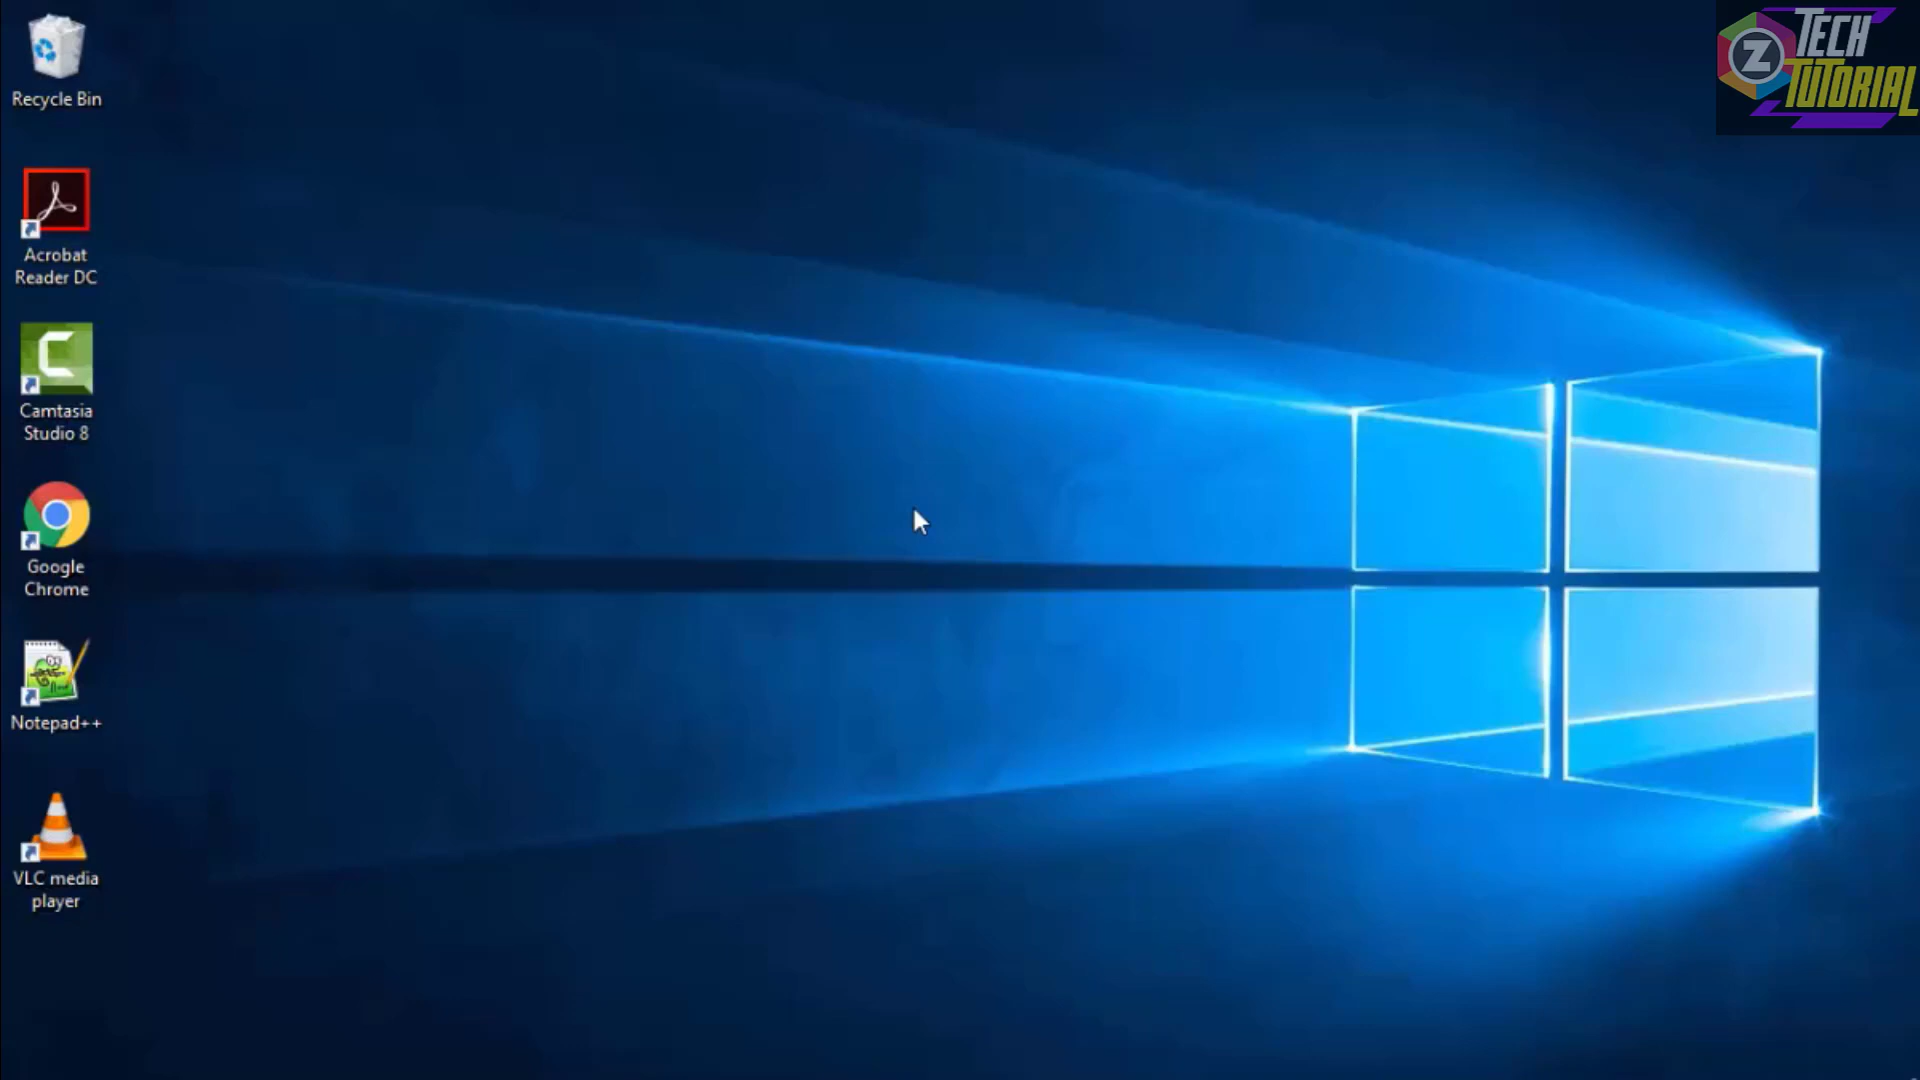 Recycle Bin
Acrobat
Reader DC
Camtasia
Studio 8
Google
Chrome
Notepad++
VLC media
player
Z TECH
TUTORIAL